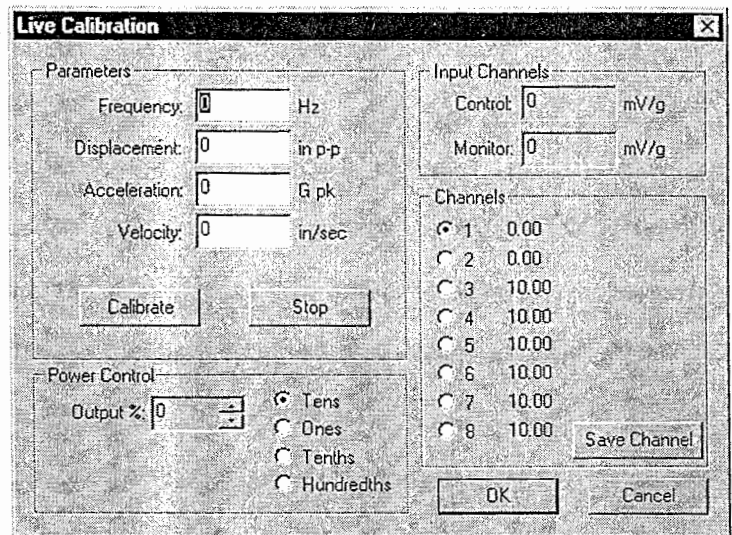 Live Calibration
Parameters
Frequency: 0 Hz
Displacement: 0 in p-p
Acceleration: 0 G pk
Velocity: 0 in/sec
Calibrate Stop
Power Control
Output %: 0
Tens
Ones
Tenths
Hundredths
Input Channels
Control: 0 mV/g
Monitor: 0 mV/g
Channels
1 0.00
2 0.00
3 10.00
4 10.00
5 10.00
6 10.00
7 10.00
8 10.00
Save Channel
OK Cancel